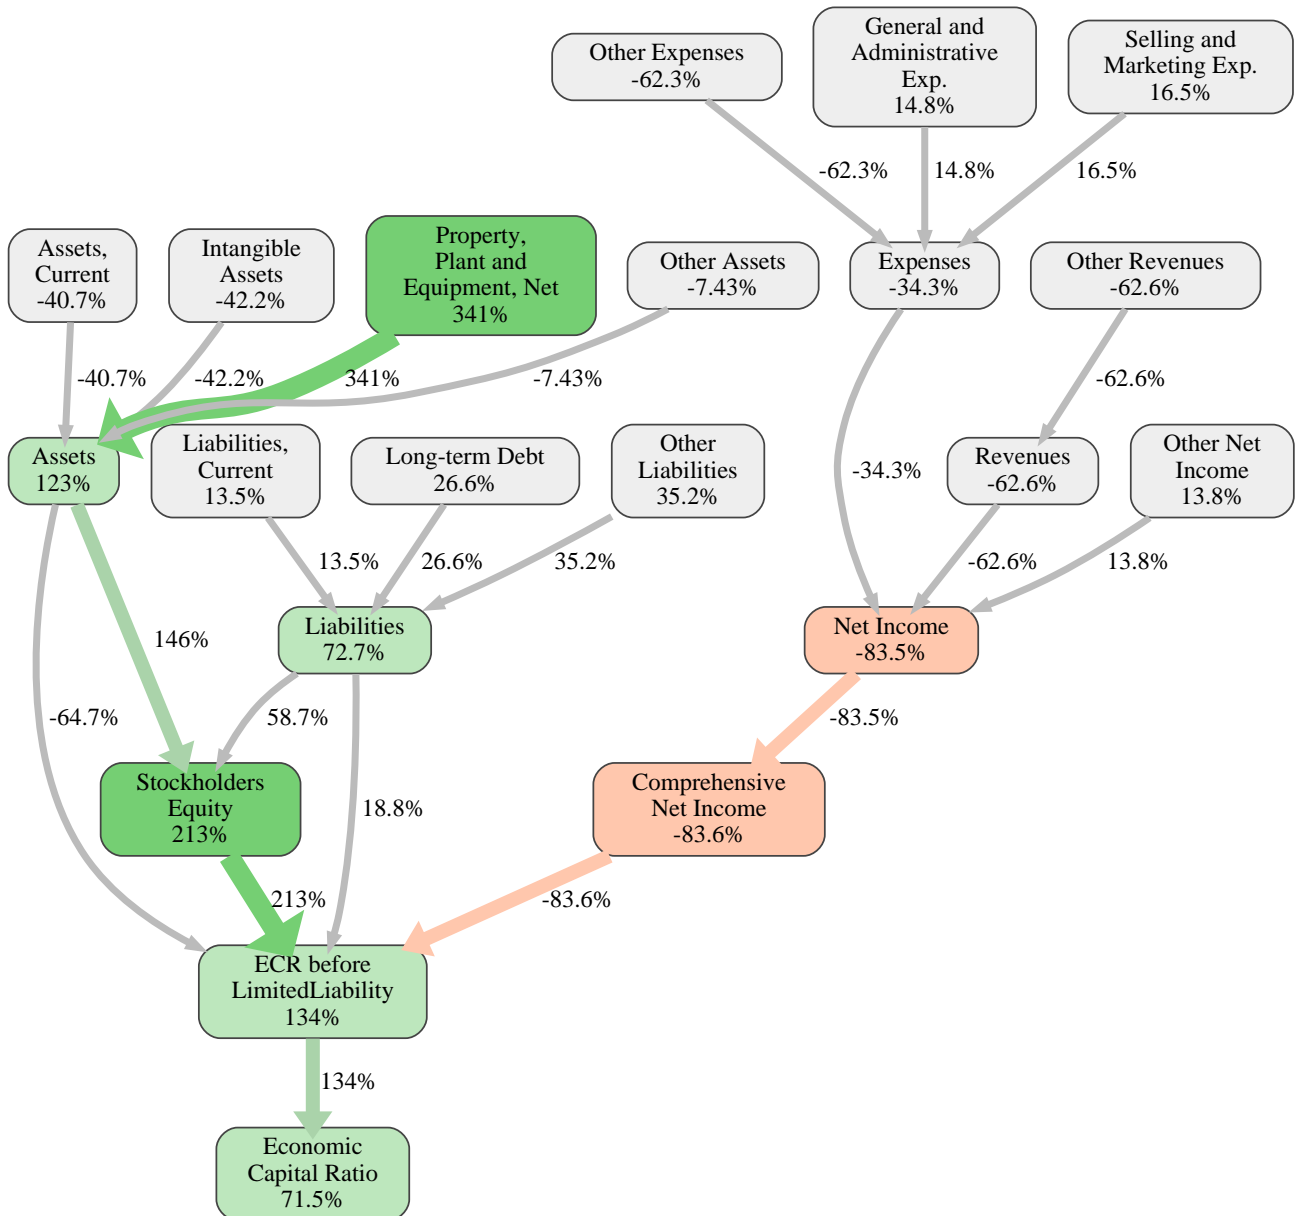 Other Expenses
-62.3%
General and
Administrative
Exp.
14.8%
Selling and
Marketing Exp.
16.5%
-62.3%
14.8%
16.5%
Assets,
Current
-40.7%
Intangible
Assets
-42.2%
Property,
Plant and
Equipment, Net
341%
Other Assets
-7.43%
Expenses
-34.3%
Other Revenues
-62.6%
-40.7%
-42.2%
341%
-7.43%
-62.6%
Assets
123%
Liabilities,
Current
13.5%
Long-term Debt
26.6%
Other
Liabilities
35.2%
-34.3%
Revenues
-62.6%
Other Net
Income
13.8%
13.5%
26.6%
35.2%
-62.6%
13.8%
146%
Liabilities
72.7%
Net Income
-83.5%
-64.7%
58.7%
-83.5%
Stockholders
Equity
213%
18.8%
Comprehensive
Net Income
-83.6%
213%
-83.6%
ECR before
LimitedLiability
134%
134%
Economic
Capital Ratio
71.5%